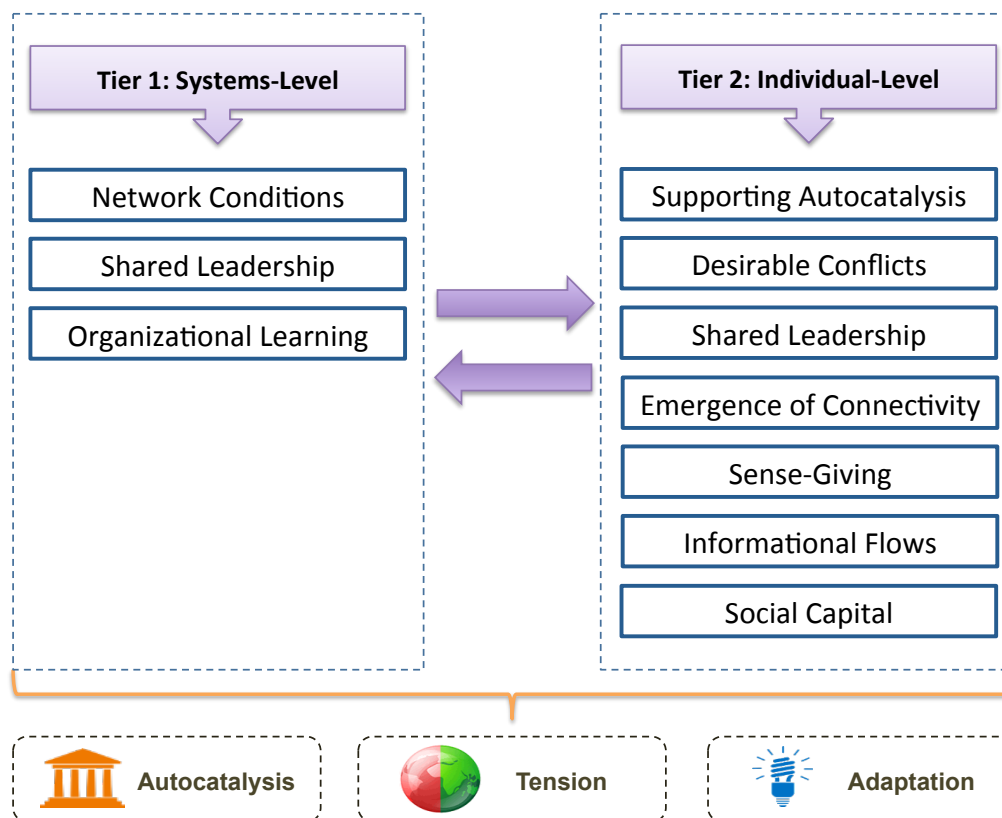 Tier 1: Systems-Level
Network Conditions
Shared Leadership
Organizational Learning
Tier 2: Individual-Level
Supporting Autocatalysis
Desirable Conflicts
Shared Leadership
Emergence of Connectivity
Sense-Giving
Informational Flows
Social Capital
Autocatalysis
Tension
Adaptation